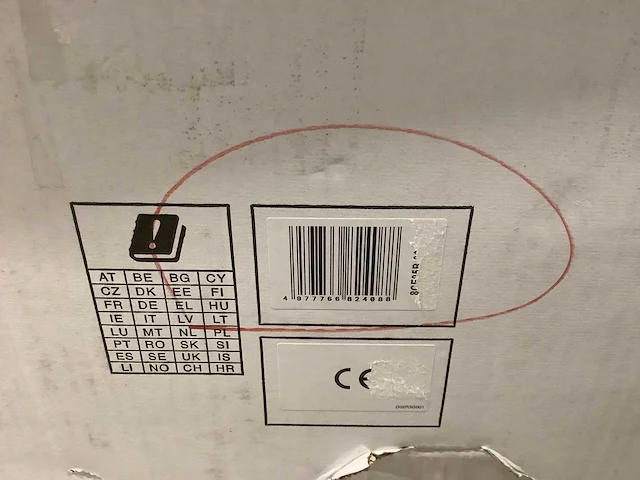 AT BE BG CY
CZ DK EE FI
FR DE EL HU
IE IT LV LT
LU MT NL PL
PT RO SK SI
ES SE UK IS
LI NO CH HR
4 977766 824088
CE